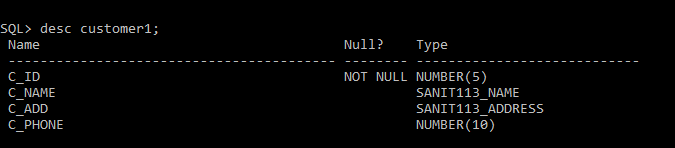 SQL> desc customer1;
Name Null? Type
----------------------------------------- -------- ----------------------------
C_ID NOT NULL NUMBER(5)
C_NAME SANIT113_NAME
C_ADD SANIT113_ADDRESS
C_PHONE NUMBER(10)